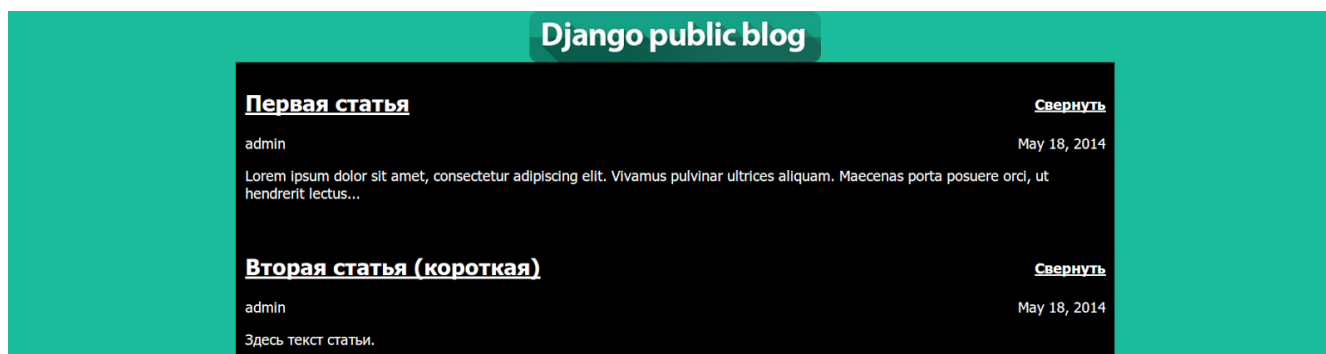 Django public blog
Первая статья
Свернуть
admin
May 18, 2014
Lorem ipsum dolor sit amet, consectetur adipiscing elit. Vivamus pulvinar ultrices aliquam. Maecenas porta posuere orci, ut
hendrerit lectus...
Вторая статья (короткая)
Свернуть
admin
May 18, 2014
Здесь текст статьи.